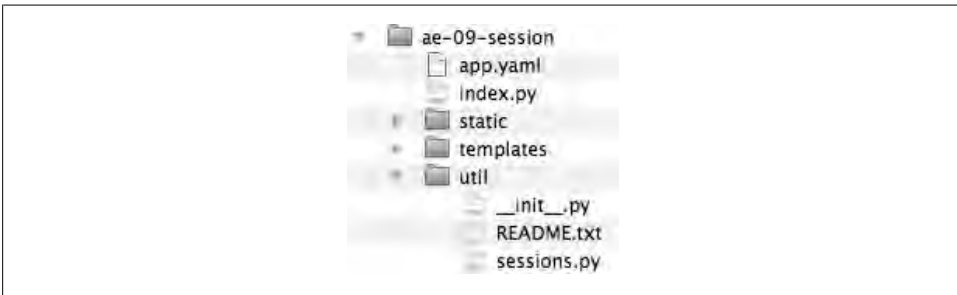 ae-09-session
app.yaml
index.py
static
templates
util
__init__.py
README.txt
sessions.py